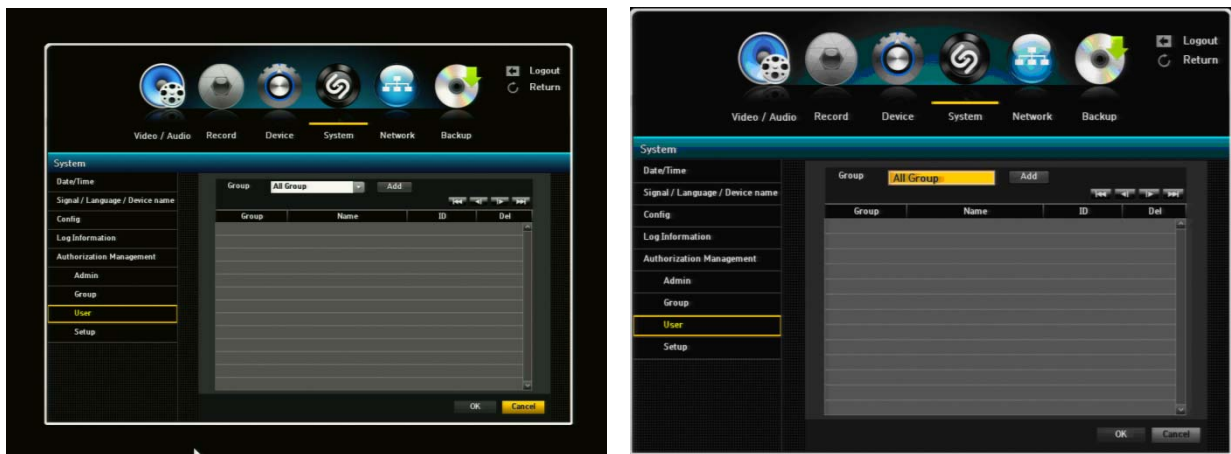 Logout
Return
Video / Audio Record Device System Network Backup
System
Date/Time
Signal / Language / Device name
Config
Log Information
Authorization Management
Admin
Group
User
Setup
Group All Group Add
Group Name ID Del
OK Cancel
Logout
Return
Video / Audio Record Device System Network Backup
System
Date/Time
Signal / Language / Device name
Config
Log Information
Authorization Management
Admin
Group
User
Setup
Group All Group Add
Group Name ID Del
OK Cancel